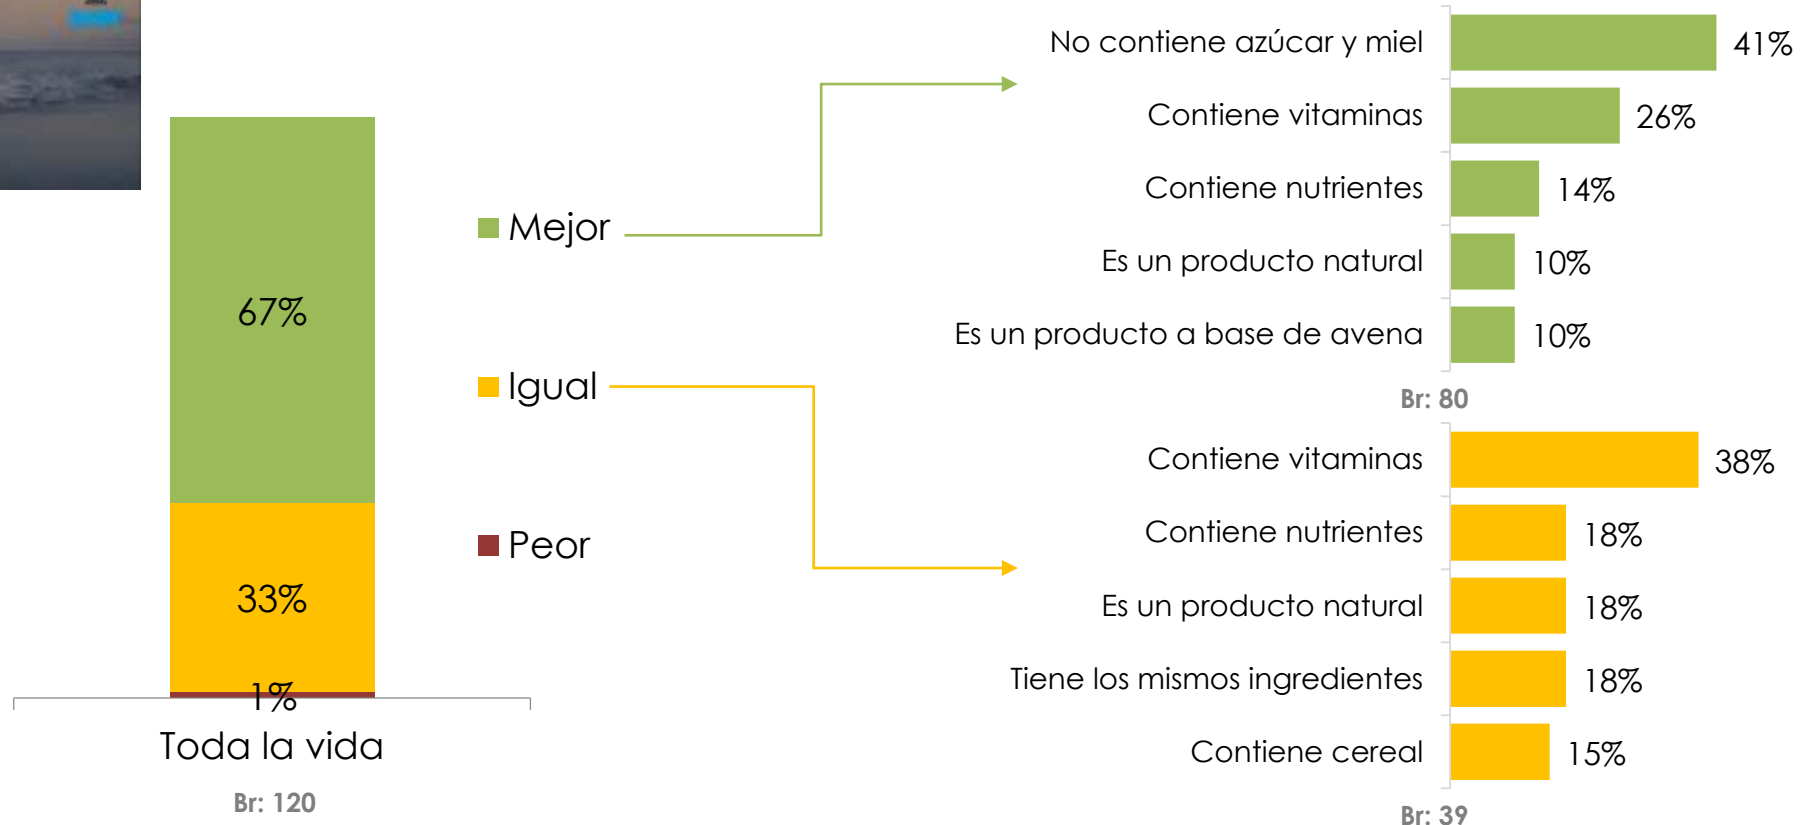 67%
33%
1%
Toda la vida
Br: 120
Mejor
Igual
Peor
No contiene azúcar y miel 41%
Contiene vitaminas 26%
Contiene nutrientes 14%
Es un producto natural 10%
Es un producto a base de avena 10%
Br: 80
Contiene vitaminas 38%
Contiene nutrientes 18%
Es un producto natural 18%
Tiene los mismos ingredientes 18%
Contiene cereal 15%
Br: 39